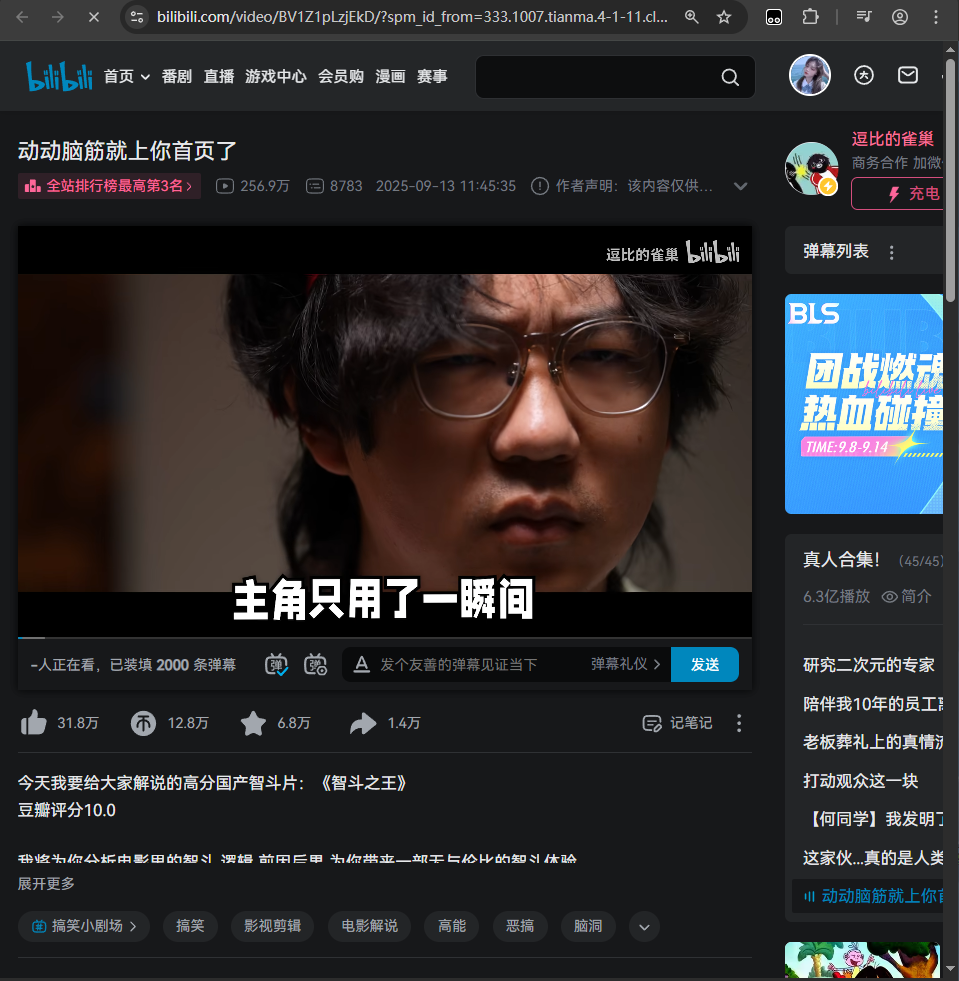 bilibili.com/video/BV1Z1pLzjEkD/?spm_id_from=333.1007.tianma.4-1-11.cl...
bilibili
首页
番剧
直播
游戏中心
会员购
漫画
赛事
动动脑筋就上你首页了
全站排行榜最高第3名
256.9万
8783
2025-09-13 11:45:35
作者声明：该内容仅供...
逗比的雀巢
商务合作 加微
充电
逗比的雀巢 bilibili
主角只用了一瞬间
-人正在看，已装填 2000 条弹幕
弹
弹
A
发个友善的弹幕见证当下
弹幕礼仪
发送
31.8万
12.8万
6.8万
1.4万
记笔记
今天我要给大家解说的高分国产智斗片：《智斗之王》
豆瓣评分10.0
我将为你分析电影里的智斗,逻辑,前因后果,为你带来一部无与伦比的智斗体验
展开更多
搞笑小剧场
搞笑
影视剪辑
电影解说
高能
恶搞
脑洞
弹幕列表
BLS
团战燃魂
热血碰撞
TIME:9.8-9.14
真人合集！
(45/45)
6.3亿播放
简介
研究二次元的专家
陪伴我10年的员工离
老板葬礼上的真情流
打动观众这一块
【何同学】我发明了
这家伙...真的是人类
动动脑筋就上你首